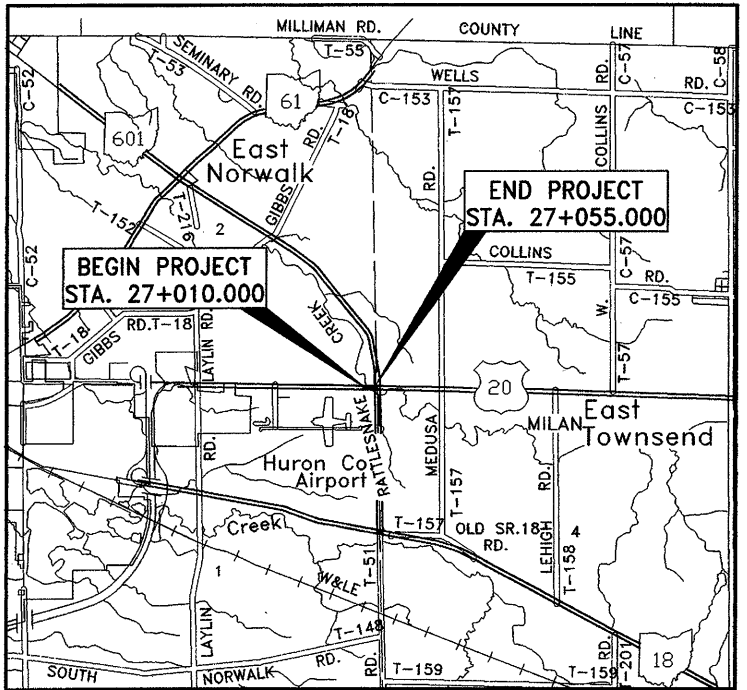 MILLIMAN RD.
COUNTY
LINE
SEMINARY RD.
T-53
T-55
C-52
C-57
C-58
WELLS
RD.
RD.
C-153
C-153
T-157
61
601
East
Norwalk
GIBBS
RD.
T-18
COLLINS
RD.
END PROJECT
STA. 27+055.000
T-152
T-216
2
C-52
BEGIN PROJECT
STA. 27+010.000
COLLINS
T-155
C-57
RD.
C-155
W.
CREEK
T-18
GIBBS
RD.T-18
LAYLIN RD.
T-57
20
RATTLESNAKE
MEDUSA
MILAN
East
Townsend
Huron Co.
Airport
RD.
T-157
RD.
Creek
T-157
OLD SR.18
RD.
LEHIGH
4
T-158
T-51
W&LE
1
LAYLIN
T-148
RD.
SOUTH
NORWALK
RD.
T-159
T-159
RD.
T-201
18